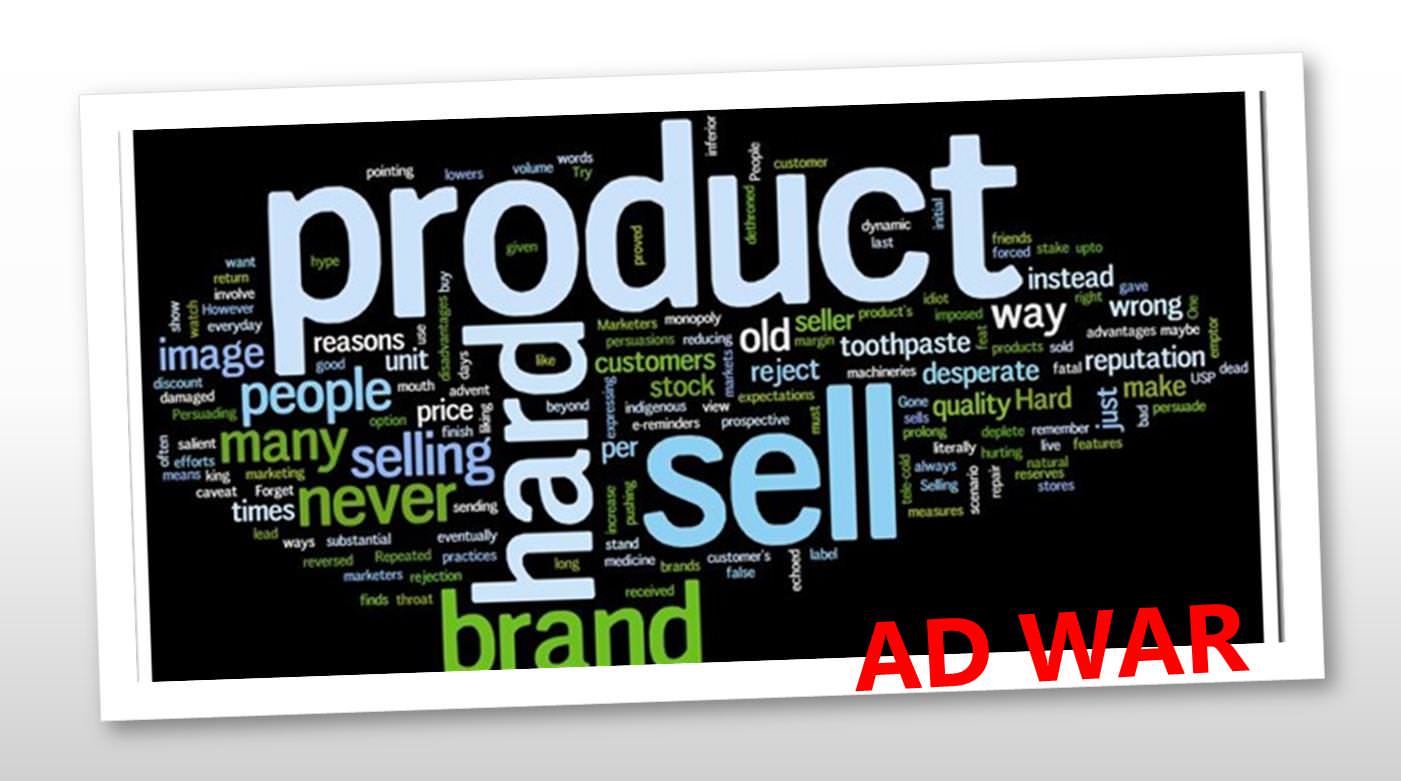 pointing lowers volume words
Try
inferior
People
customer
product
hype
given
proved
dethroned
dynamic
last
initial
friends
forced stake upto
want
return
involve
However
everyday
show
watch
instead gave
right
wrong
One
emptor
idiot
imposed
way
advantages maybe
reasons
use
disadvantages buy
days
Marketers monopoly
persuasions reducing
old seller product's
margin
toothpaste
feat
products sold
reputation
image
good
unit
like
customers
markets
reject
machineries desperate fatal
USP dead
discount
damaged
people
mouth advent
stock
expectations
make
Persuading
option
price
liking
beyond
expressing
indigenous view
Gone
sells
quality Hard
just
bad
persuade
finish
e-reminders prospective
must
prolong
deplete remember
often
salient
many
selling
hard
per
sell
literally hurting live features
efforts
means king marketing
tele-cold
always
Selling
scenario
repair
natural
reserves
stores
caveat Forget
never
times
sending
increase
pushing
measures
lead
ways substantial
eventually
stand
reversed Repeated practices
long
medicine brands customer's
false
echoed
label
marketers rejection
finds throat
received
brand
AD WAR